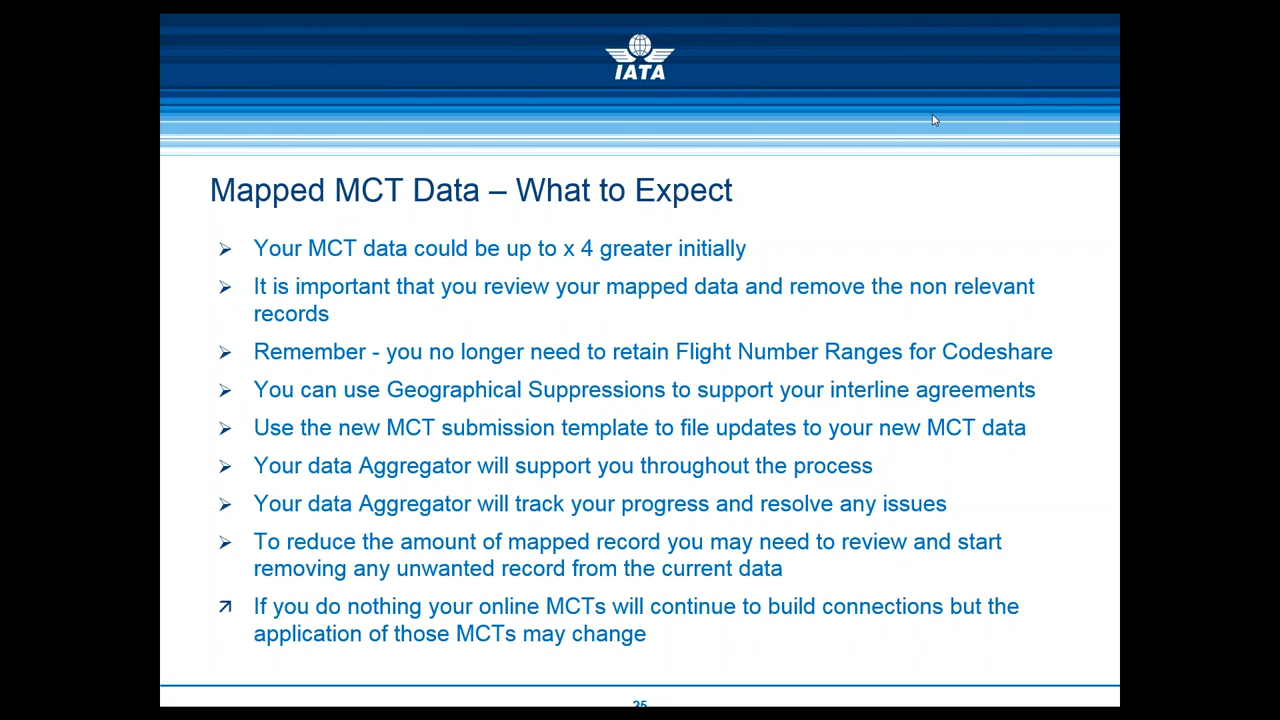 IATA
Mapped MCT Data – What to Expect
Your MCT data could be up to x 4 greater initially
It is important that you review your mapped data and remove the non relevant
records
Remember - you no longer need to retain Flight Number Ranges for Codeshare
You can use Geographical Suppressions to support your interline agreements
Use the new MCT submission template to file updates to your new MCT data
Your data Aggregator will support you throughout the process
Your data Aggregator will track your progress and resolve any issues
To reduce the amount of mapped record you may need to review and start
removing any unwanted record from the current data
If you do nothing your online MCTs will continue to build connections but the
application of those MCTs may change
25